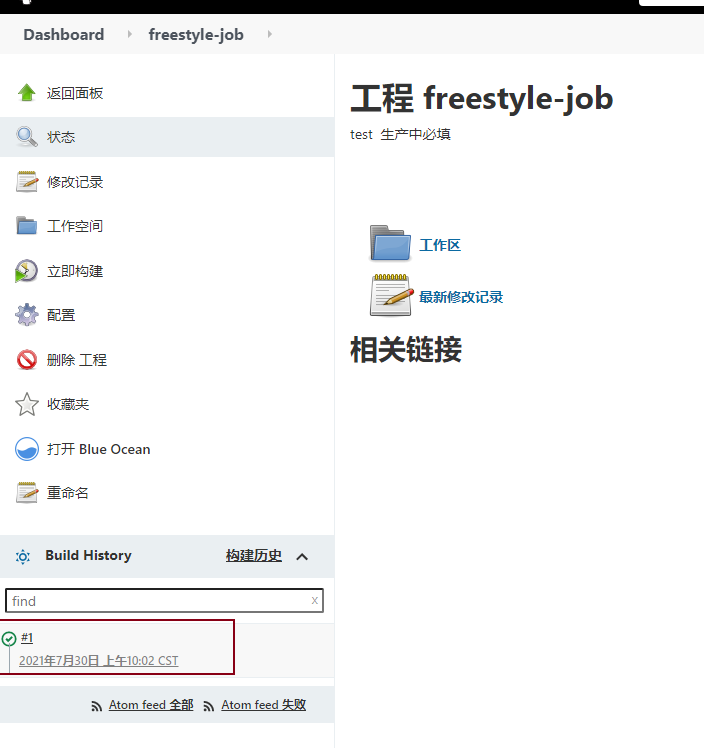 Dashboard freestyle-job
返回面板
状态
修改记录
工作空间
立即构建
配置
删除 工程
收藏夹
打开 Blue Ocean
重命名
Build History 构建历史
find x
#1
2021年7月30日 上午10:02 CST
Atom feed 全部 Atom feed 失败
工程 freestyle-job
test 生产中必填
工作区
最新修改记录
相关链接